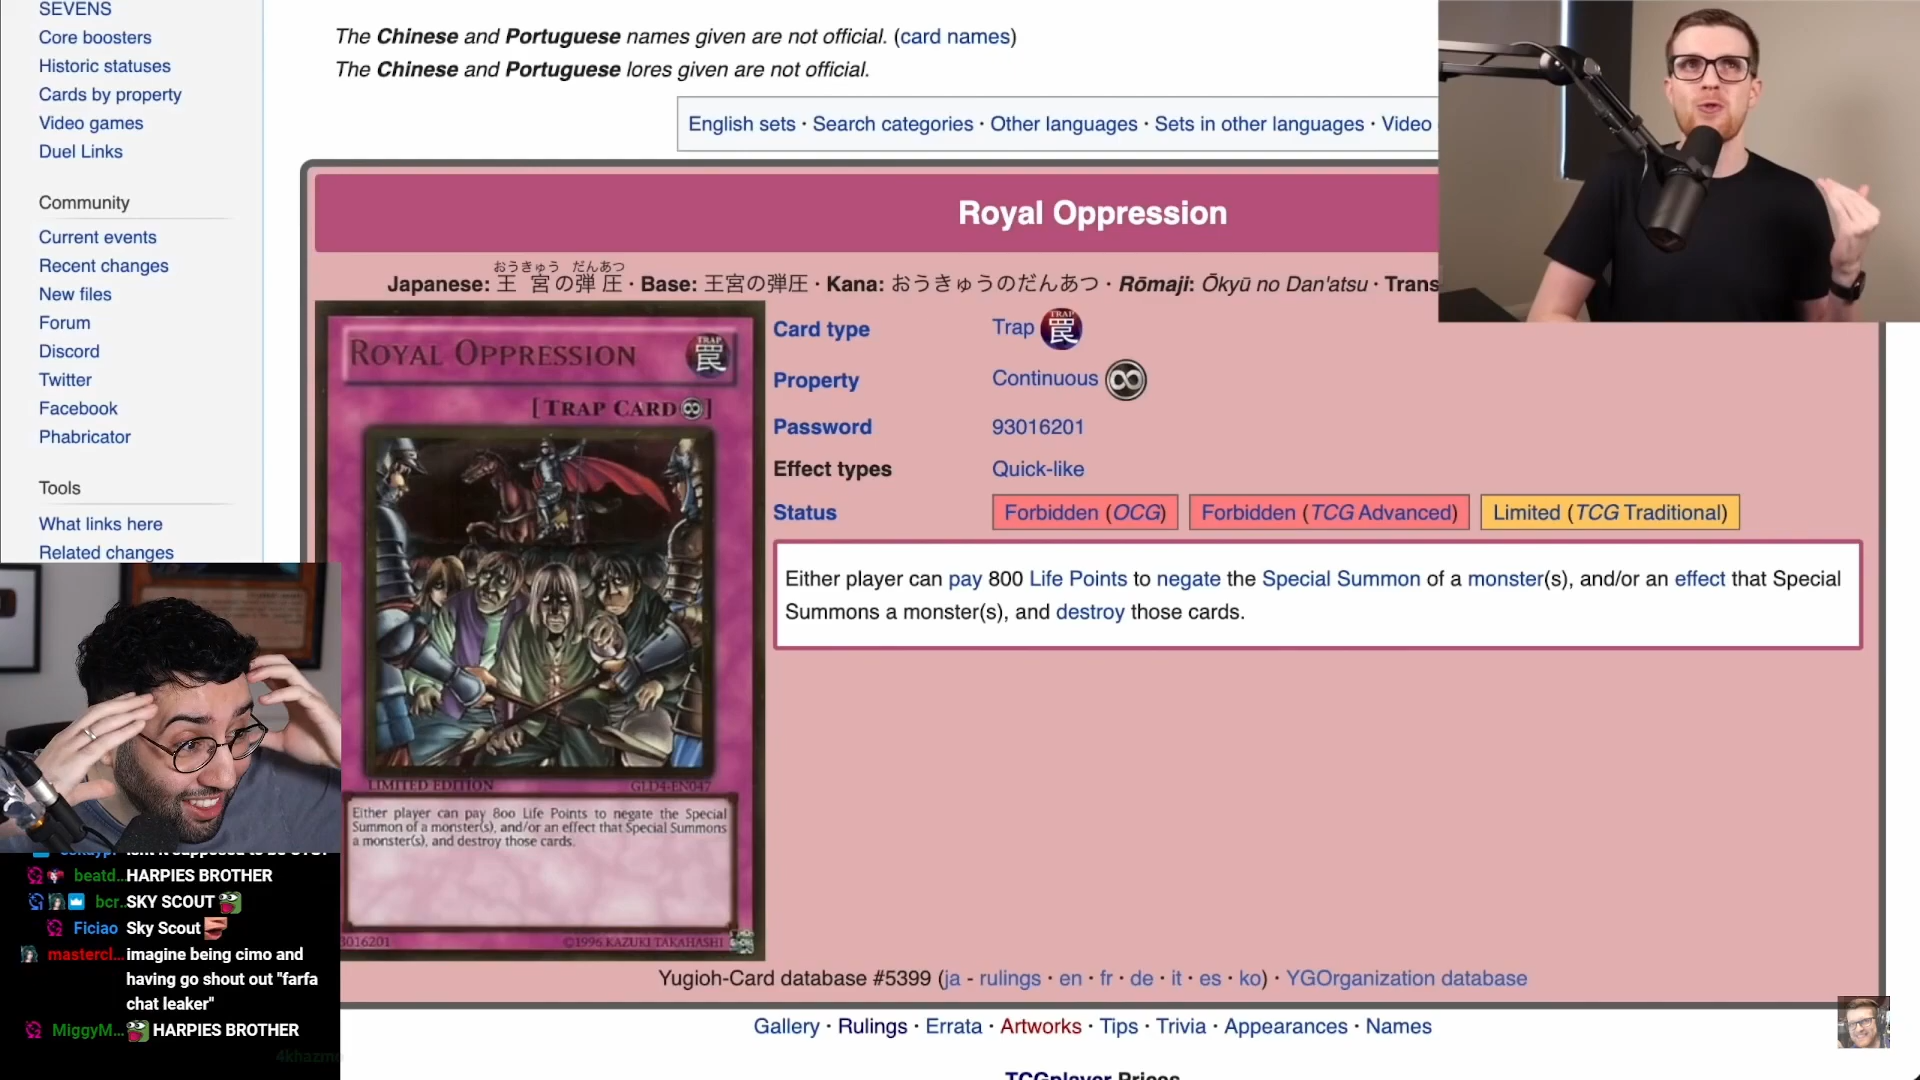 SEVENS
Core boosters
Historic statuses
Cards by property
Video games
Duel Links
Community
Current events
Recent changes
New files
Forum
Discord
Twitter
Facebook
Phabricator
Tools
What links here
Related changes
The Chinese and Portuguese names given are not official. (card names)
The Chinese and Portuguese lores given are not official.
English sets · Search categories · Other languages · Sets in other languages · Video
Royal Oppression
おうきゅう だんあつ
Japanese: 王宮の弾圧 · Base: 王宮の弾圧 · Kana: おうきゅうのだんあつ · Rōmaji: Ōkyū no Dan'atsu · Trans
ROYAL OPPRESSION
TRAP
罠
[TRAP CARD]
LIMITED EDITION GLD4-EN047
Either player can pay 800 Life Points to negate the Special
Summon of a monster(s), and/or an effect that Special Summons
a monster(s), and destroy those cards.
3016201 ©1996 KAZUKI TAKAHASHI
Card type Trap
TRAP
罠
Property Continuous
Password 93016201
Effect types Quick-like
Status Forbidden (OCG) Forbidden (TCG Advanced) Limited (TCG Traditional)
Either player can pay 800 Life Points to negate the Special Summon of a monster(s), and/or an effect that Special
Summons a monster(s), and destroy those cards.
Yugioh-Card database #5399 (ja - rulings · en · fr · de · it · es · ko) · YGOrganization database
Gallery · Rulings · Errata · Artworks · Tips · Trivia · Appearances · Names
TCGplayer Prices
beatd...HARPIES BROTHER
bcr..SKY SCOUT
Ficiao Sky Scout
mastercl...imagine being cimo and
having go shout out "farfa
chat leaker"
MiggyM... HARPIES BROTHER